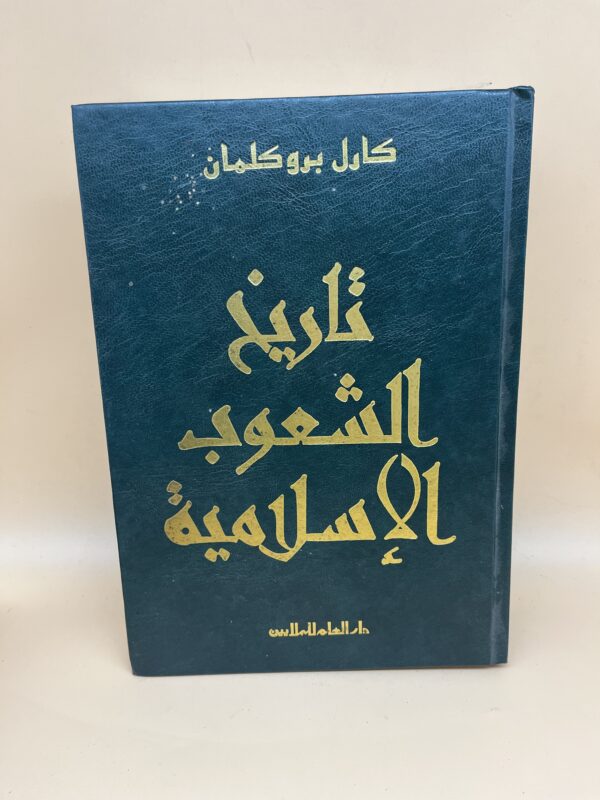 كارل بروكلمان
تاريخ
الشعوب
الإسلامية
دار العلم للملايين